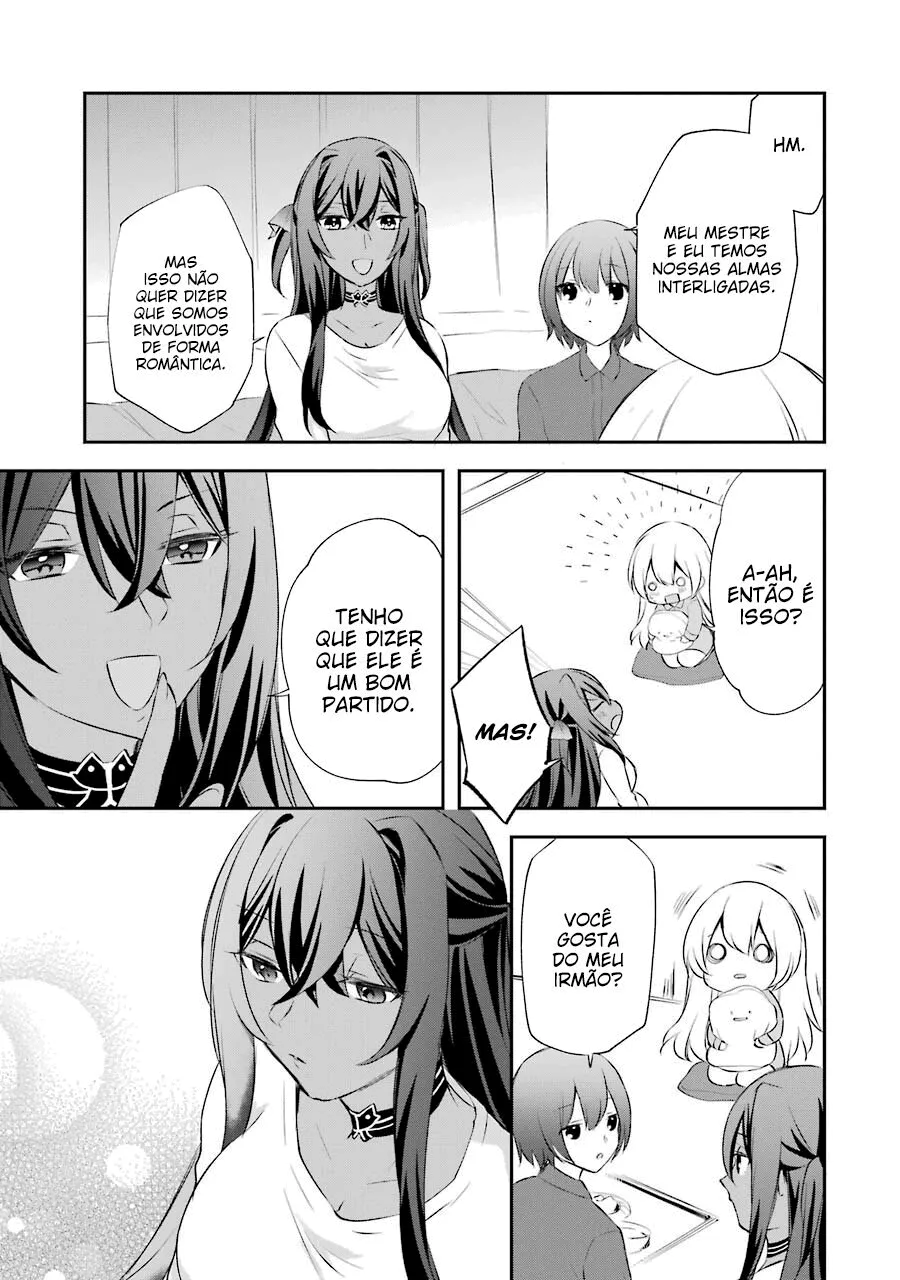 HM.
MEU MESTRE
E EU TEMOS
NOSSAS ALMAS
INTERLIGADAS.
MAS
ISSO NÃO
QUER DIZER
QUE SOMOS
ENVOLVIDOS
DE FORMA
ROMÂNTICA.
A-AH,
ENTÃO É
ISSO?
MAS!
TENHO
QUE DIZER
QUE ELE É
UM BOM
PARTIDO.
VOCÊ
GOSTA
DO MEU
IRMÃO?